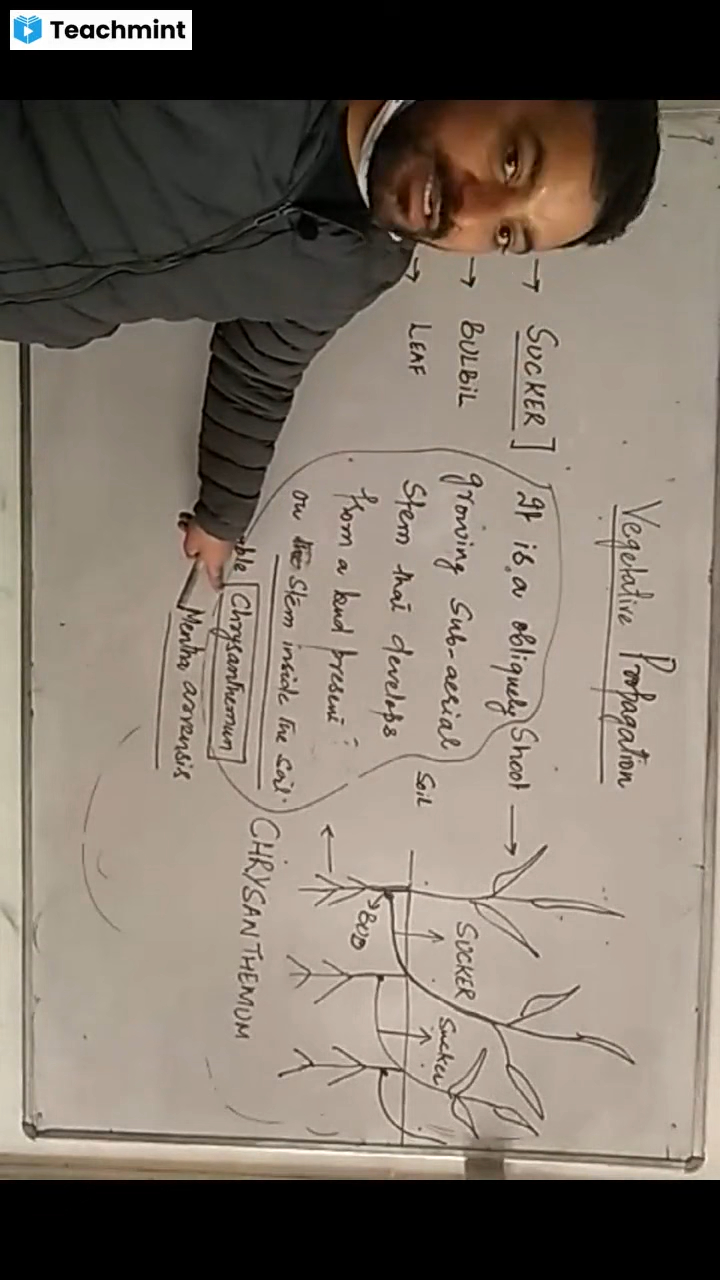 Teachmint
Vegetative Propagation
→ SUCKER]
→ BULBIL
→ LEAF
It is a obliquely
growing sub-aerial
Stem that develops
from a bud present
on the Stem inside the soil.
Chrysanthemum
Mentha arvensis
Shoot →
Soil
SUCKER
Sucker
BUD
CHRYSANTHEMUM